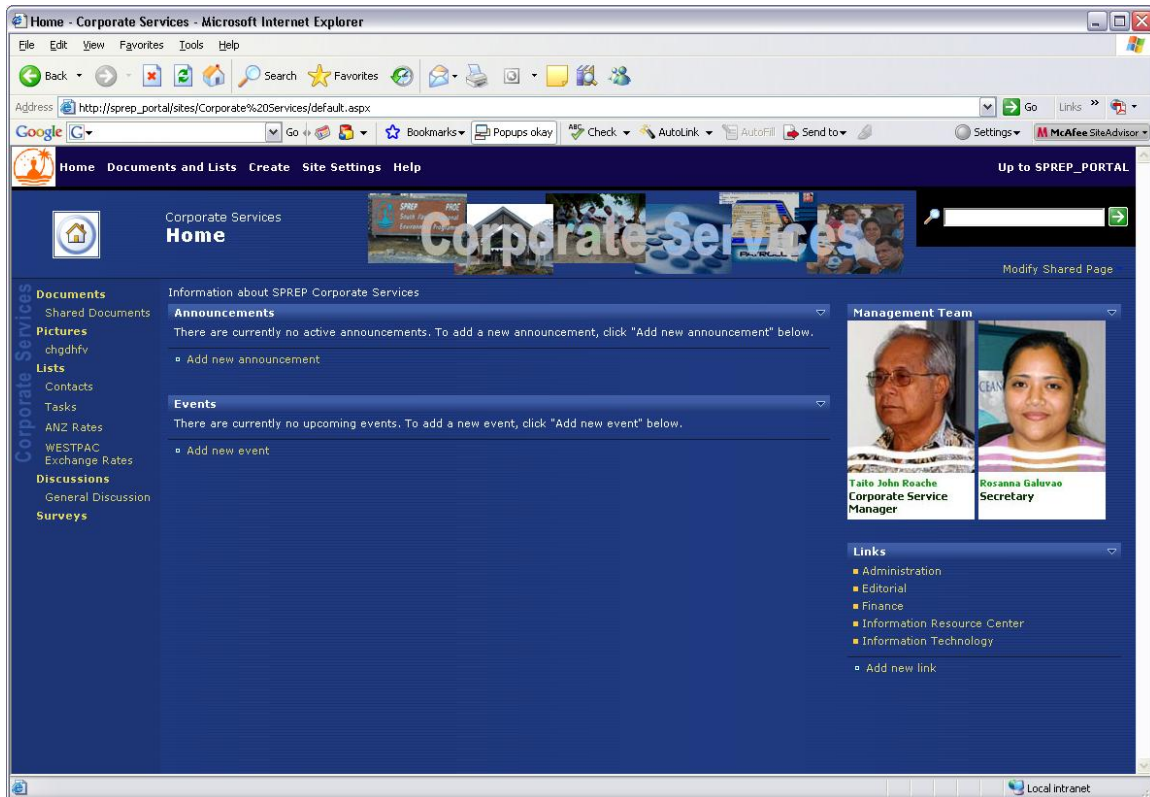 Home - Corporate Services - Microsoft Internet Explorer
File Edit View Favorites Tools Help
Back Search Favorites
Address http://sprep_portal/sites/Corporate%20Services/default.aspx Go Links »
Google G Go Bookmarks Popups okay ABC Check AutoLink AutoFill Send to Settings McAfee SiteAdvisor
Home Documents and Lists Create Site Settings Help Up to SPREP_PORTAL
Corporate Services
Home
SPREP PROE
Corporate Services
Modify Shared Page
Corporate Services
Documents
Shared Documents
Pictures
chgdhfv
Lists
Contacts
Tasks
ANZ Rates
WESTPAC
Exchange Rates
Discussions
General Discussion
Surveys
Information about SPREP Corporate Services
Announcements
There are currently no active announcements. To add a new announcement, click "Add new announcement" below.
Add new announcement
Events
There are currently no upcoming events. To add a new event, click "Add new event" below.
Add new event
Management Team
Taito John Roache
Corporate Service
Manager
Rosanna Galuvao
Secretary
Links
Administration
Editorial
Finance
Information Resource Center
Information Technology
Add new link
Local intranet